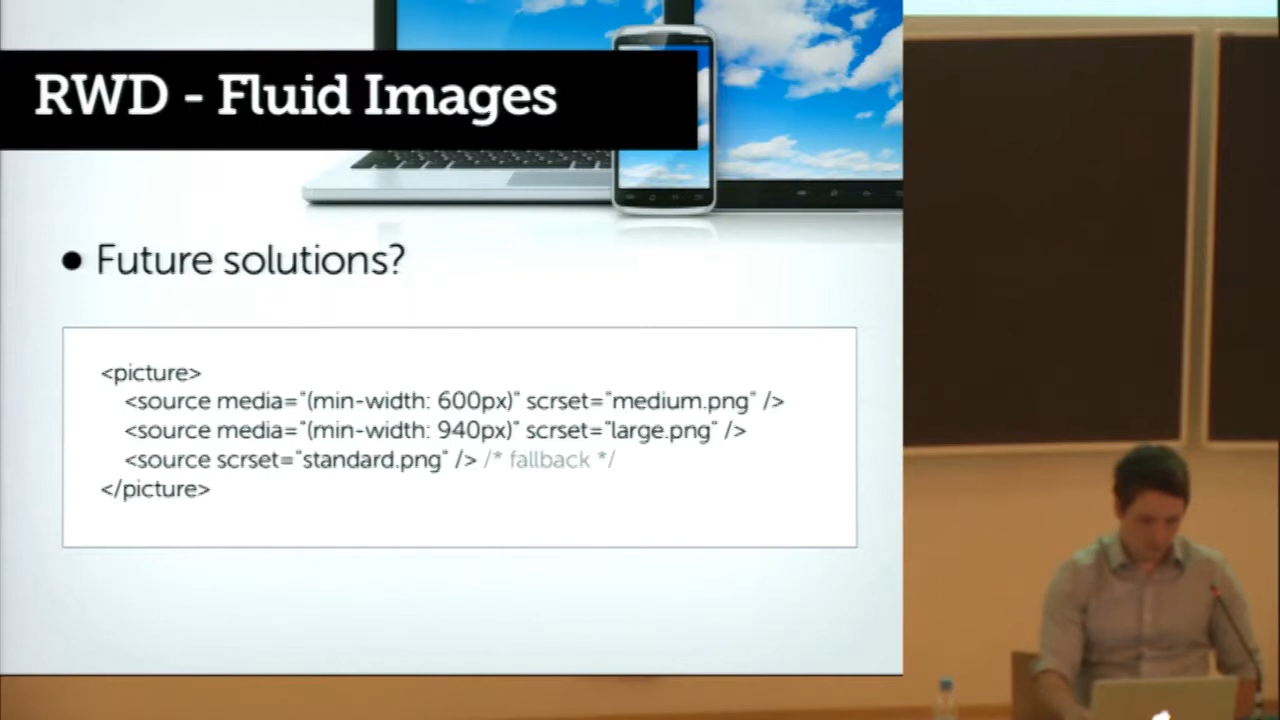 RWD - Fluid Images
• Future solutions?
<picture>
<source media="(min-width: 600px)" scrset="medium.png" />
<source media="(min-width: 940px)" scrset="large.png" />
<source scrset="standard.png" /> /* fallback */
</picture>